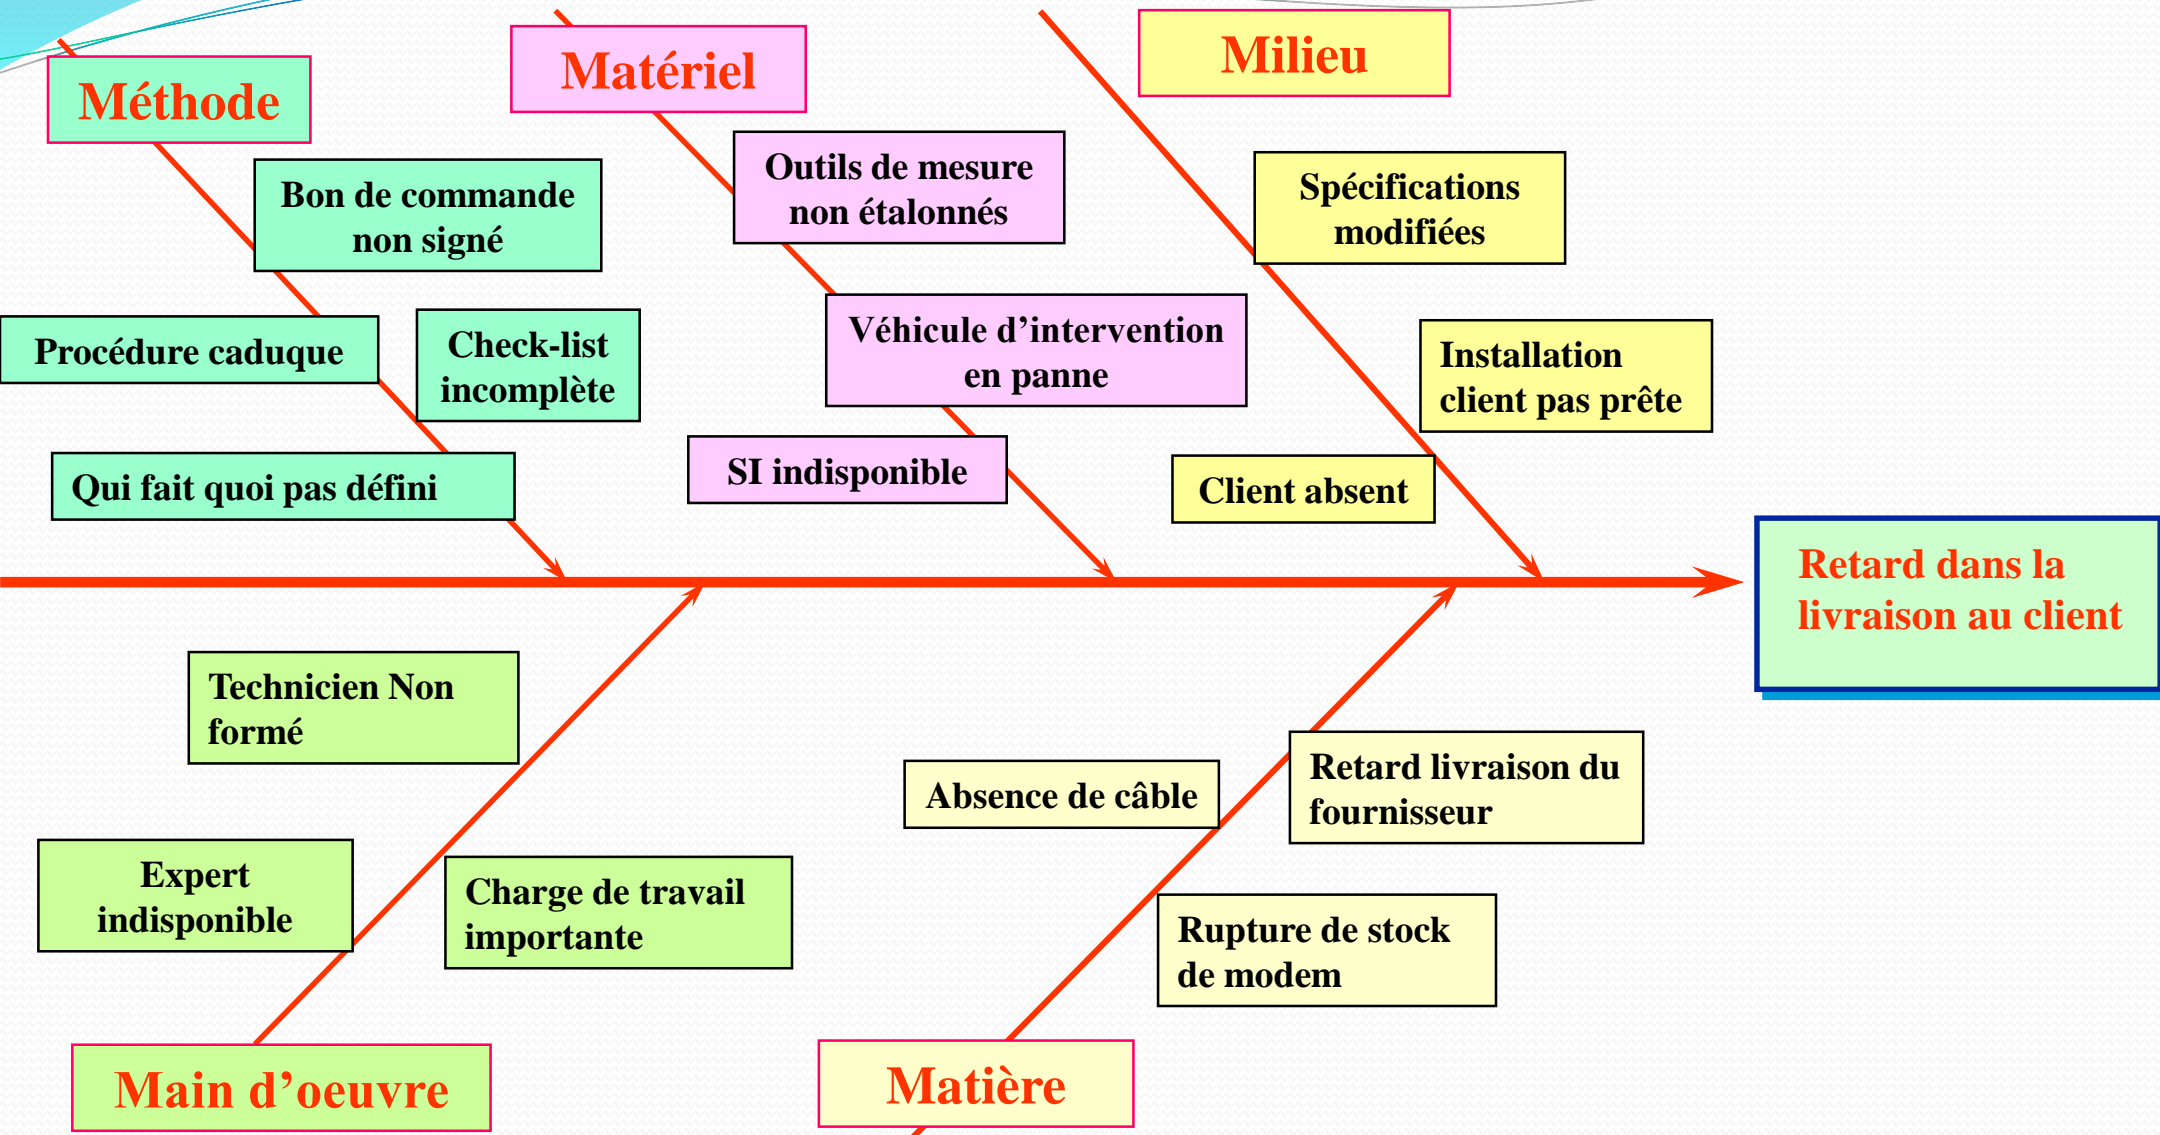 Méthode
Matériel
Milieu
Bon de commande
non signé
Outils de mesure
non étalonnés
Spécifications
modifiées
Procédure caduque
Check-list
incomplète
Véhicule d’intervention
en panne
Installation
client pas prête
Qui fait quoi pas défini
SI indisponible
Client absent
Retard dans la
livraison au client
Technicien Non
formé
Absence de câble
Retard livraison du
fournisseur
Expert
indisponible
Charge de travail
importante
Rupture de stock
de modem
Main d’oeuvre
Matière